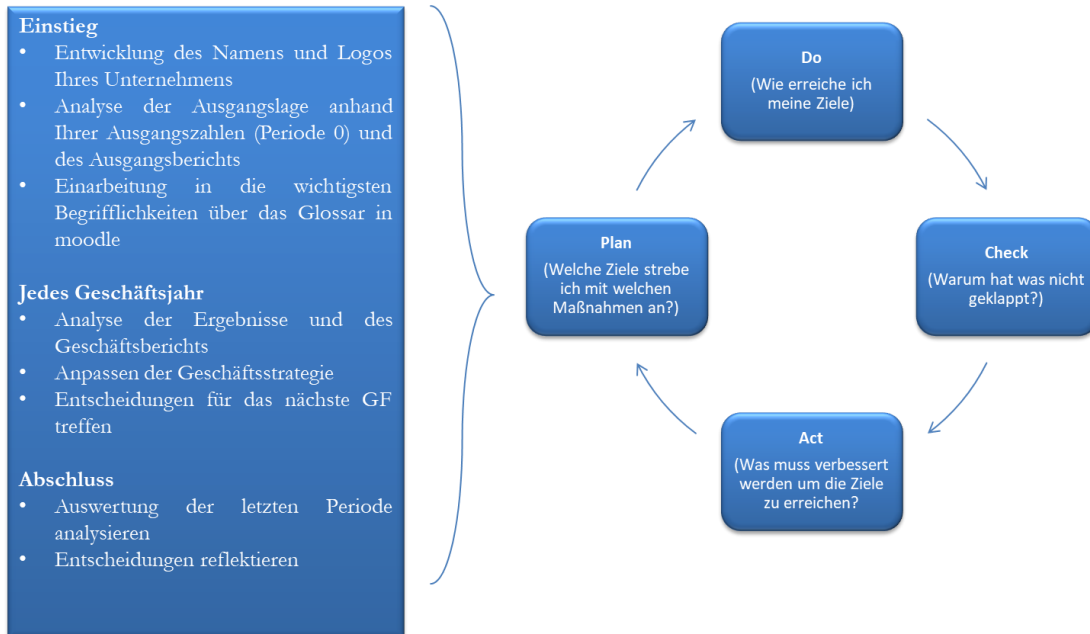 Einstieg
• Entwicklung des Namens und Logos
Ihres Unternehmens
• Analyse der Ausgangslage anhand
Ihrer Ausgangszahlen (Periode 0) und
des Ausgangsberichts
• Einarbeitung in die wichtigsten
Begrifflichkeiten über das Glossar in
moodle
Jedes Geschäftsjahr
• Analyse der Ergebnisse und des
Geschäftsberichts
• Anpassen der Geschäftsstrategie
• Entscheidungen für das nächste GF
treffen
Abschluss
• Auswertung der letzten Periode
analysieren
• Entscheidungen reflektieren
Plan
(Welche Ziele strebe
ich mit welchen
Maßnahmen an?)
Do
(Wie erreiche ich
meine Ziele)
Check
(Warum hat was nicht
geklappt?)
Act
(Was muss verbessert
werden um die Ziele
zu erreichen?